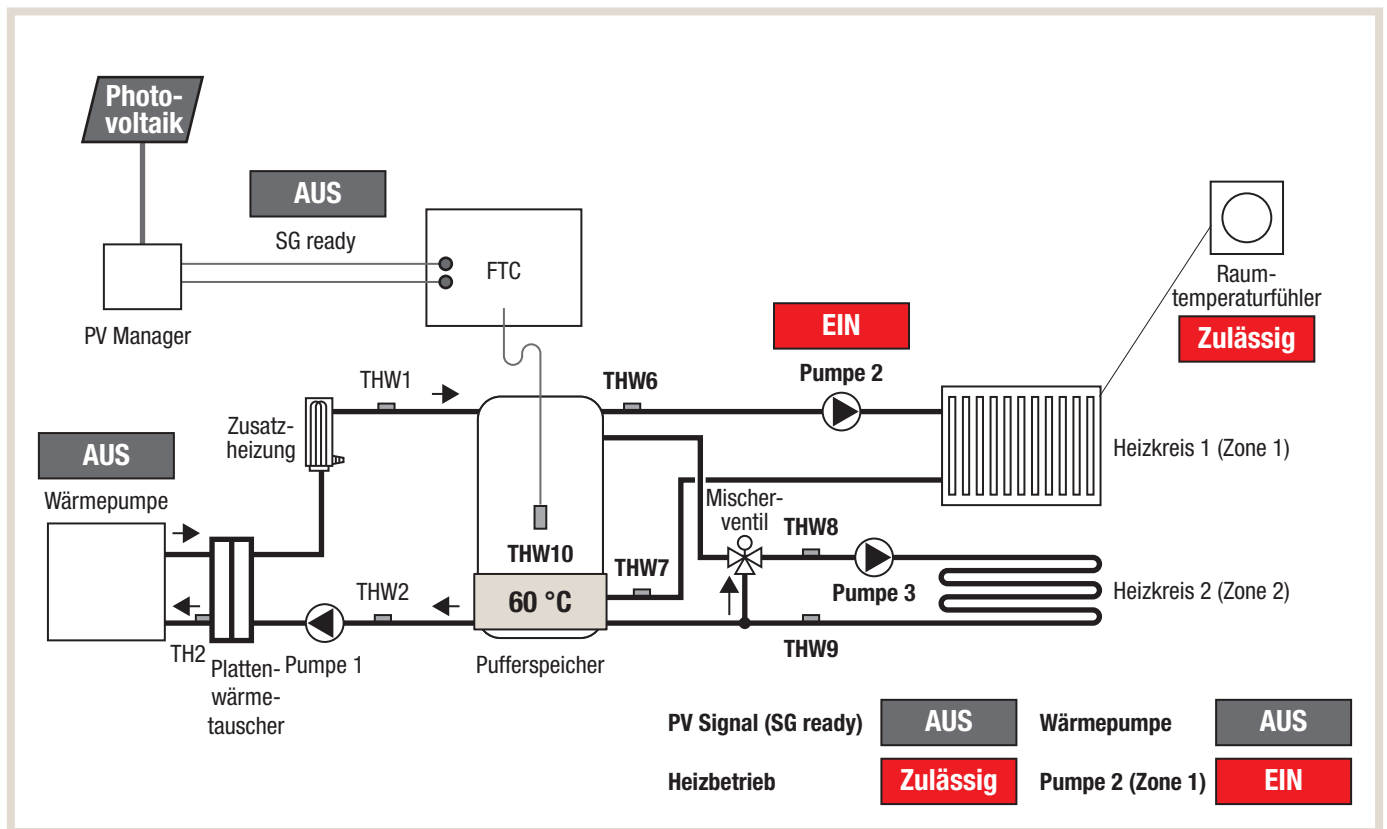 Photo-
voltaik
AUS
SG ready
FTC
PV Manager
Raum-
temperaturfühler
Zulässig
EIN
Pumpe 2
THW1
THW6
Zusatz-
heizung
AUS
Wärmepumpe
Heizkreis 1 (Zone 1)
Mischer-
ventil
THW8
THW10
THW7
60 °C
THW2
Pumpe 3
Heizkreis 2 (Zone 2)
TH2
Platten-
wärme-
tauscher
Pumpe 1
Pufferspeicher
THW9
PV Signal (SG ready) AUS Wärmepumpe AUS
Heizbetrieb Zulässig Pumpe 2 (Zone 1) EIN